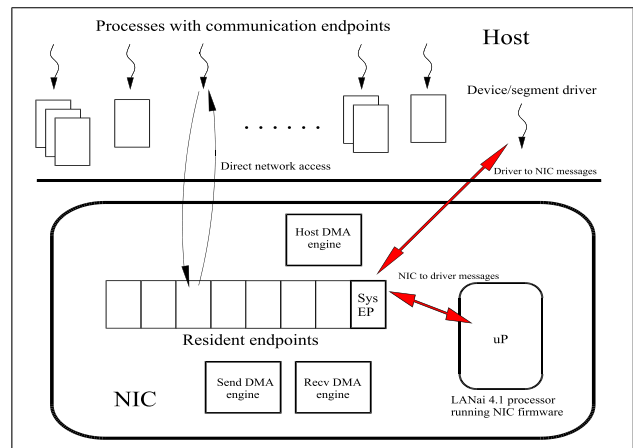 Processes with communication endpoints
Host
Device/segment driver
. . . . . .
Direct network access
Driver to NIC messages
Host DMA
engine
NIC to driver messages
Sys
EP
uP
Resident endpoints
Send DMA
engine
Recv DMA
engine
NIC
LANai 4.1 processor
running NIC firmware